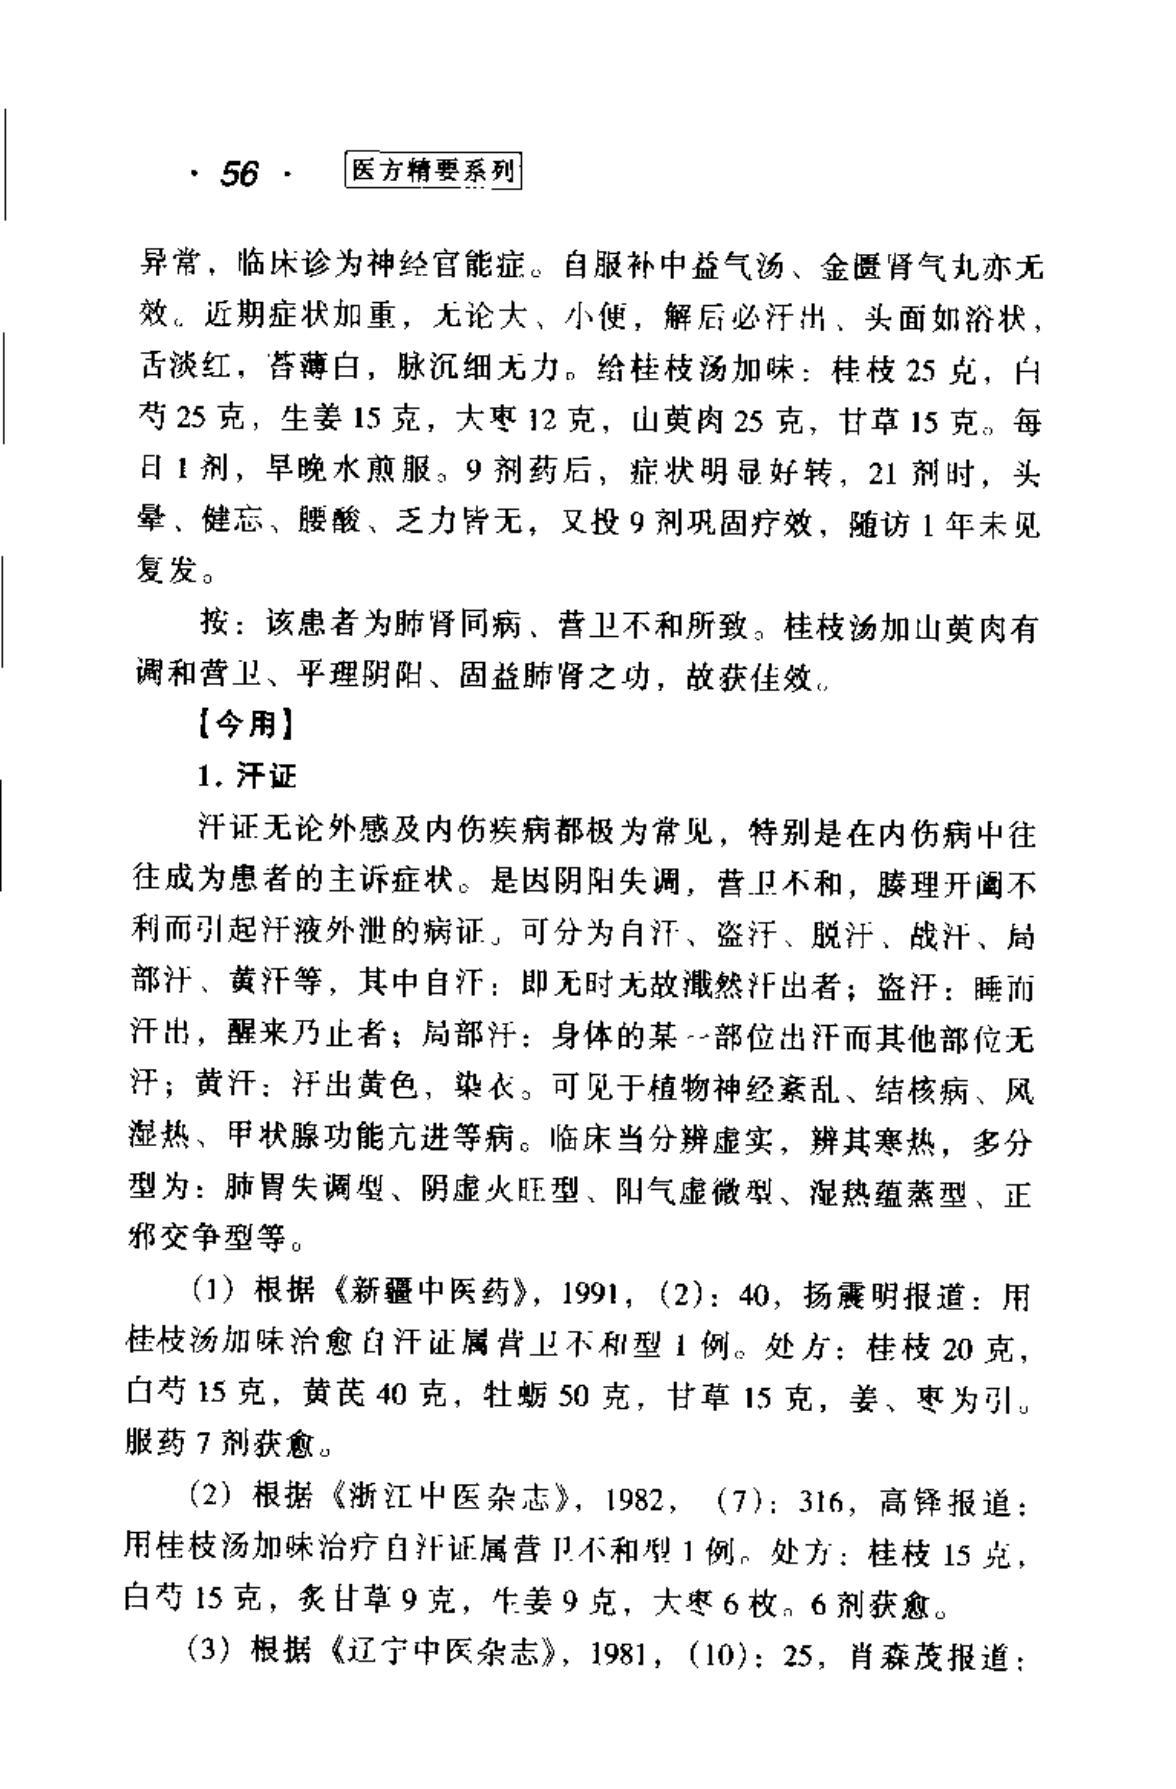 · 56 · 医方精要系列
异常，临床诊为神经官能症。自服补中益气汤、金匮肾气丸亦无
效。近期症状加重，无论大、小便，解后必汗出、头面如浴状，
舌淡红，苔薄白，脉沉细无力。给桂枝汤加味：桂枝 25 克，白
芍 25 克，生姜 15 克，大枣 12 克，山萸肉 25 克，甘草 15 克。每
日 1 剂，早晚水煎服。9 剂药后，症状明显好转，21 剂时，头
晕、健忘、腰酸、乏力皆无，又投 9 剂巩固疗效，随访 1 年未见
复发。
按：该患者为肺肾同病、营卫不和所致。桂枝汤加山萸肉有
调和营卫、平理阴阳、固益肺肾之功，故获佳效。
【今用】
1. 汗证
汗证无论外感及内伤疾病都极为常见，特别是在内伤病中往
往成为患者的主诉症状。是因阴阳失调，营卫不和，腠理开阖不
利而引起汗液外泄的病证。可分为自汗、盗汗、脱汗、战汗、局
部汗、黄汗等，其中自汗：即无时无故濈然汗出者；盗汗：睡而
汗出，醒来乃止者；局部汗：身体的某一部位出汗而其他部位无
汗；黄汗：汗出黄色，染衣。可见于植物神经紊乱、结核病、风
湿热、甲状腺功能亢进等病。临床当分辨虚实，辨其寒热，多分
型为：肺胃失调型、阴虚火旺型、阳气虚微型、湿热蕴蒸型、正
邪交争型等。
（1）根据《新疆中医药》，1991，（2）：40，扬震明报道：用
桂枝汤加味治愈自汗证属营卫不和型 1 例。处方：桂枝 20 克，
白芍 15 克，黄芪 40 克，牡蛎 50 克，甘草 15 克，姜、枣为引。
服药 7 剂获愈。
（2）根据《浙江中医杂志》，1982，（7）：316，高铎报道：
用桂枝汤加味治疗自汗证属营卫不和型 1 例。处方：桂枝 15 克，
白芍 15 克，炙甘草 9 克，生姜 9 克，大枣 6 枚。6 剂获愈。
（3）根据《辽宁中医杂志》，1981，（10）：25，肖森茂报道：